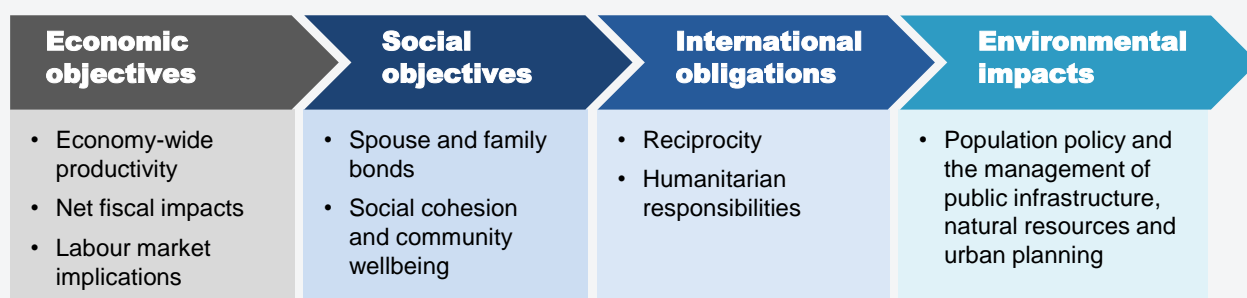 Economic
objectives
• Economy-wide
productivity
• Net fiscal impacts
• Labour market
implications
Social
objectives
• Spouse and family
bonds
• Social cohesion
and community
wellbeing
International
obligations
• Reciprocity
• Humanitarian
responsibilities
Environmental
impacts
• Population policy and
the management of
public infrastructure,
natural resources and
urban planning